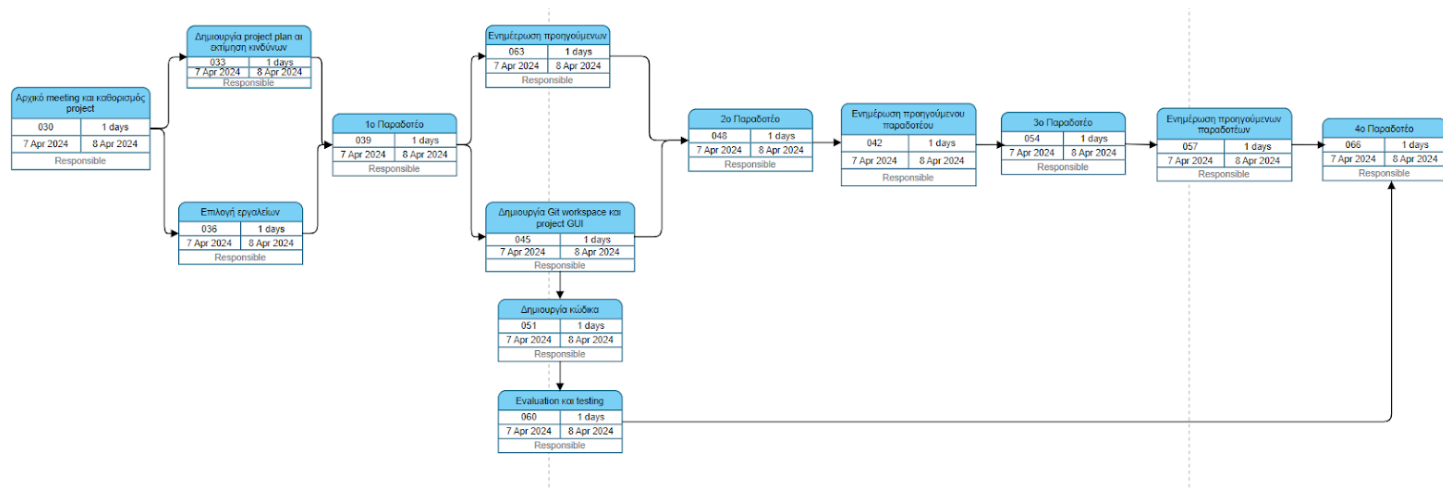 Δημιουργία project plan αι
εκτίμηση κινδύνων
033 1 days
7 Apr 2024 8 Apr 2024
Responsible
Ενημέερωση προηγούμενων
063 1 days
7 Apr 2024 8 Apr 2024
Responsible
Αρχικό meeting και καθορισμός
project
030 1 days
7 Apr 2024 8 Apr 2024
Responsible
1ο Παραδοτέο
039 1 days
7 Apr 2024 8 Apr 2024
Responsible
2ο Παραδοτέο
048 1 days
7 Apr 2024 8 Apr 2024
Responsible
Ενημέρωση προηγούμενου
παραδοτέου
042 1 days
7 Apr 2024 8 Apr 2024
Responsible
3ο Παραδοτέο
054 1 days
7 Apr 2024 8 Apr 2024
Responsible
Ενημέρωση προηγούμενων
παραδοτέων
057 1 days
7 Apr 2024 8 Apr 2024
Responsible
4ο Παραδοτέο
066 1 days
7 Apr 2024 8 Apr 2024
Responsible
Επιλογή εργαλείων
036 1 days
7 Apr 2024 8 Apr 2024
Responsible
Δημιουργία Git workspace και
project GUI
045 1 days
7 Apr 2024 8 Apr 2024
Responsible
Δημιουργία κώδικα
051 1 days
7 Apr 2024 8 Apr 2024
Responsible
Evaluation και testing
060 1 days
7 Apr 2024 8 Apr 2024
Responsible